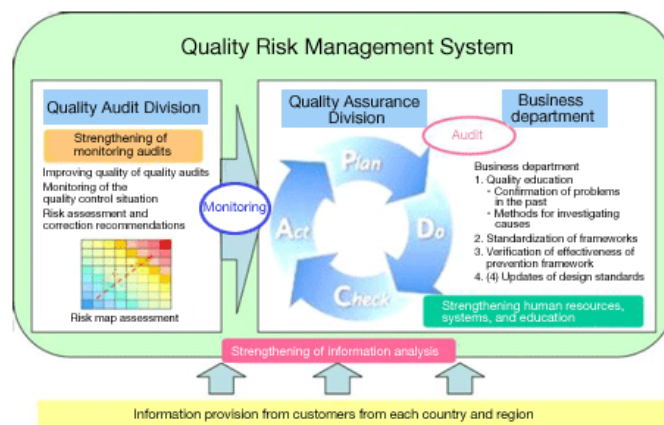 Quality Risk Management System
Quality Audit Division
Strengthening of
monitoring audits
Improving quality of quality audits
Monitoring of the
quality control situation
Risk assessment and
correction recommendations
Risk map assessment
Monitoring
Quality Assurance
Division
Business
department
Audit
Plan
Do
Check
Act
Business department
1. Quality education
・Confirmation of problems
in the past
・Methods for investigating
causes
2. Standardization of frameworks
3. Verification of effectiveness of
prevention framework
4. (4) Updates of design standards
Strengthening human resources,
systems, and education
Strengthening of information analysis
Information provision from customers from each country and region